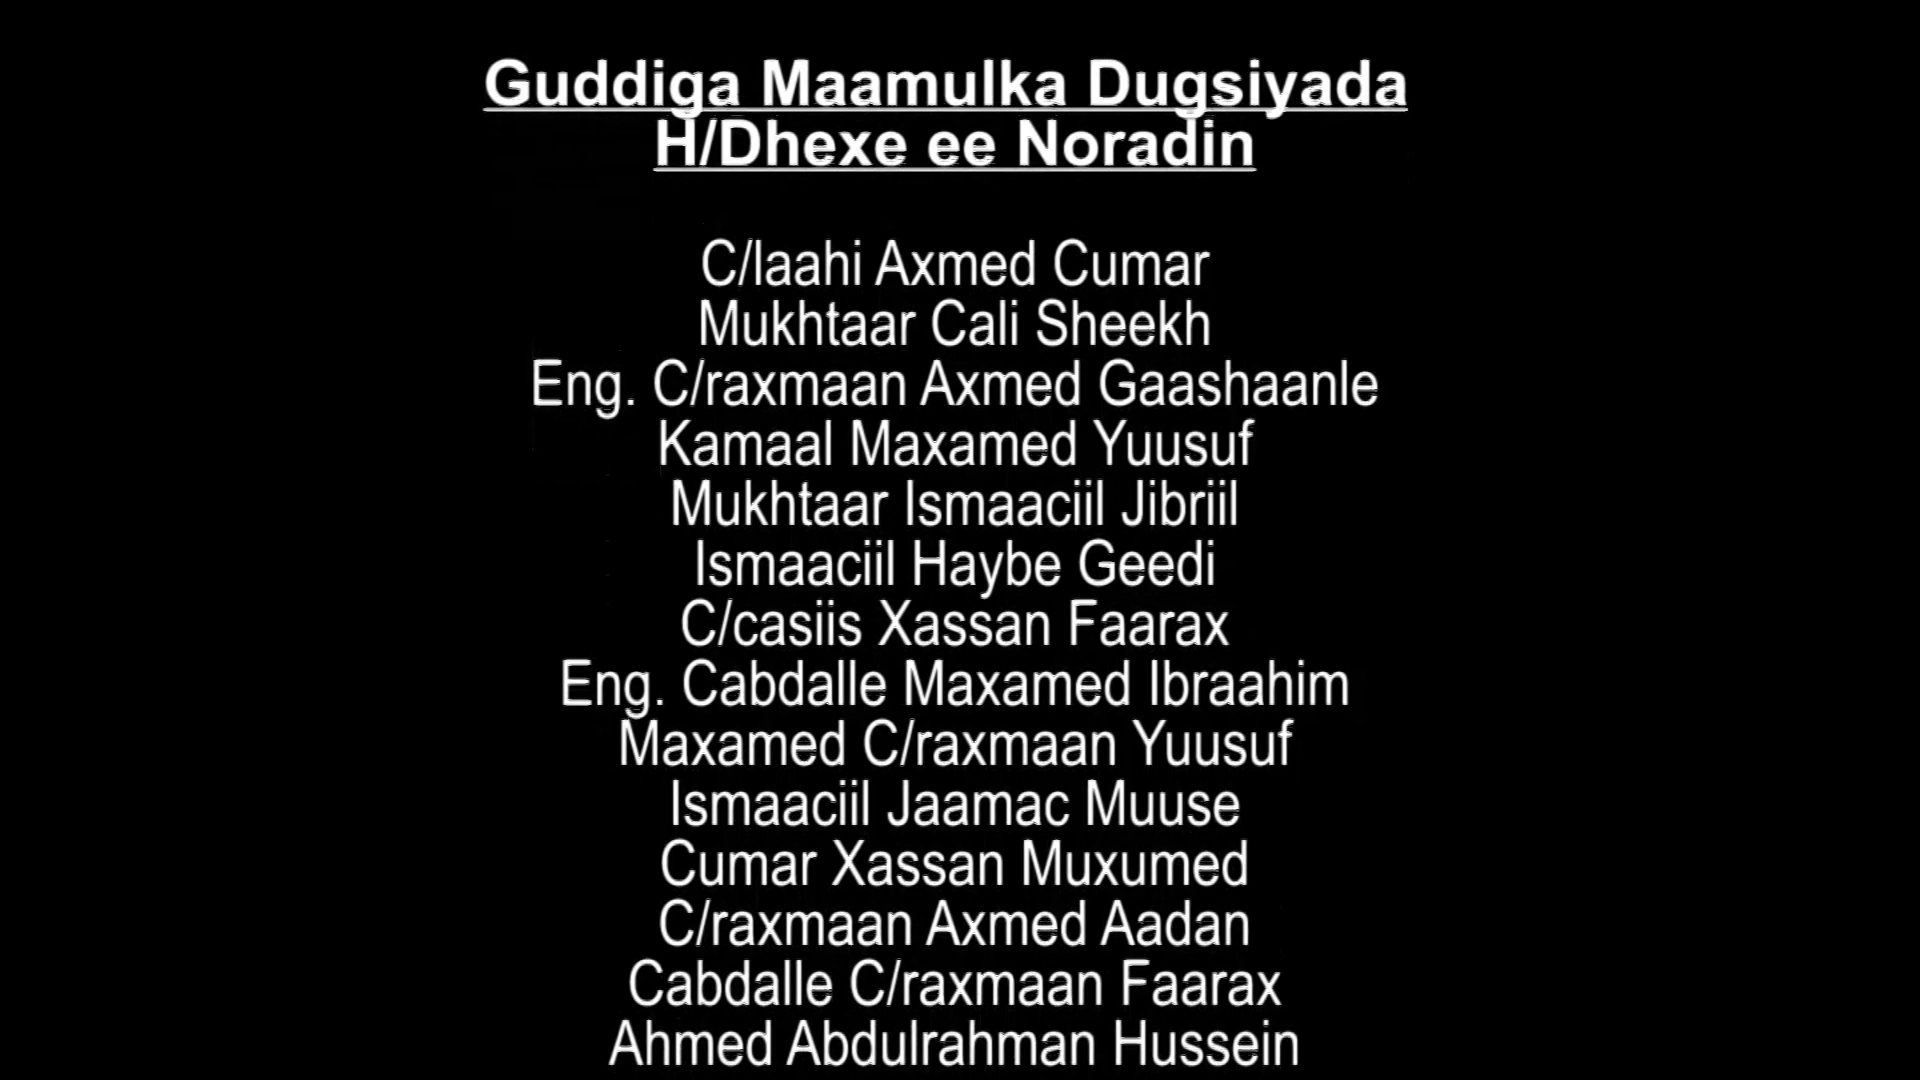 Guddiga Maamulka Dugsiyada
H/Dhexe ee Noradin
C/laahi Axmed Cumar
Mukhtaar Cali Sheekh
Eng. C/raxmaan Axmed Gaashaanle
Kamaal Maxamed Yuusuf
Mukhtaar Ismaaciil Jibriil
Ismaaciil Haybe Geedi
C/casiis Xassan Faarax
Eng. Cabdalle Maxamed Ibraahim
Maxamed C/raxmaan Yuusuf
Ismaaciil Jaamac Muuse
Cumar Xassan Muxumed
C/raxmaan Axmed Aadan
Cabdalle C/raxmaan Faarax
Ahmed Abdulrahman Hussein